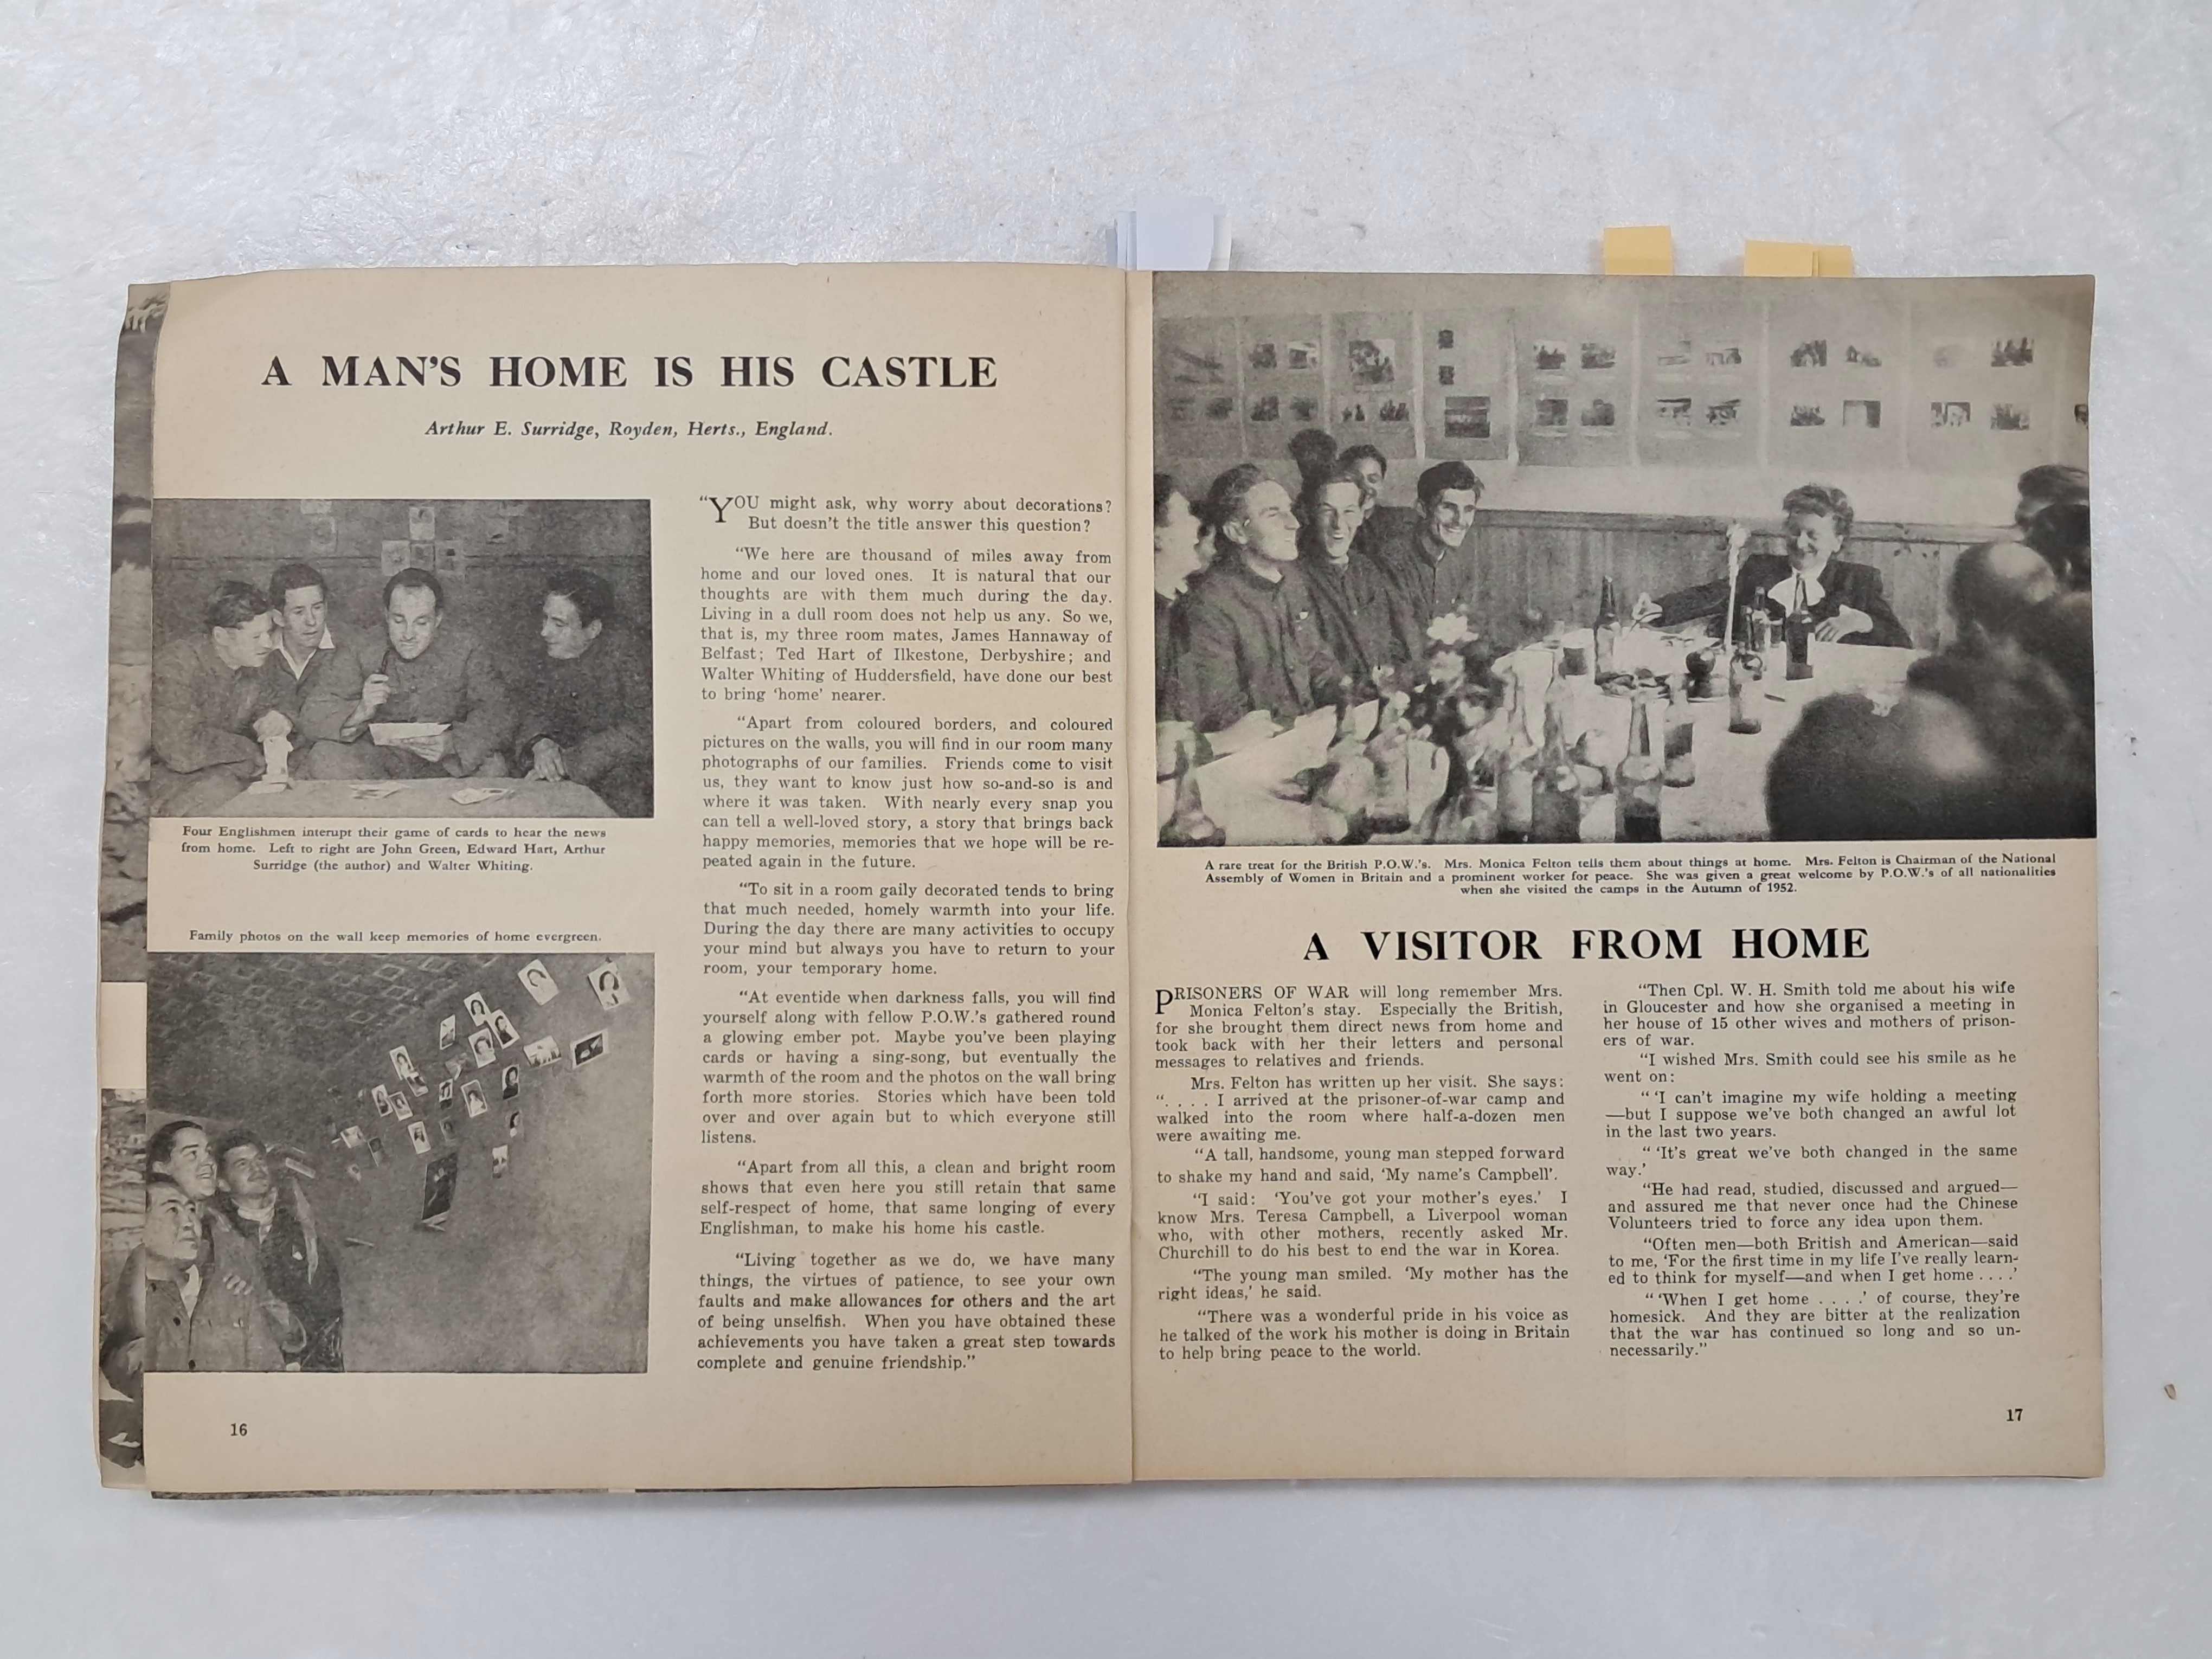 A MAN'S HOME IS HIS CASTLE
Arthur E. Surridge, Royden, Herts., England.
Four Englishmen interupt their game of cards to hear the news
from home. Left to right are John Green, Edward Hart, Arthur
Surridge (the author) and Walter Whiting.
Family photos on the wall keep memories of home evergreen.
"YOU might ask, why worry about decorations?
But doesn't the title answer this question?
"We here are thousand of miles away from
home and our loved ones. It is natural that our
thoughts are with them much during the day.
Living in a dull room does not help us any. So we,
that is, my three room mates, James Hannaway of
Belfast; Ted Hart of Ilkestone, Derbyshire; and
Walter Whiting of Huddersfield, have done our best
to bring 'home' nearer.
"Apart from coloured borders, and coloured
pictures on the walls, you will find in our room many
photographs of our families. Friends come to visit
us, they want to know just how so-and-so is and
where it was taken. With nearly every snap you
can tell a well-loved story, a story that brings back
happy memories, memories that we hope will be re-
peated again in the future.
"To sit in a room gaily decorated tends to bring
that much needed, homely warmth into your life.
During the day there are many activities to occupy
your mind but always you have to return to your
room, your temporary home.
"At eventide when darkness falls, you will find
yourself along with fellow P.O.W.'s gathered round
a glowing ember pot. Maybe you've been playing
cards or having a sing-song, but eventually the
warmth of the room and the photos on the wall bring
forth more stories. Stories which have been told
over and over again but to which everyone still
listens.
"Apart from all this, a clean and bright room
shows that even here you still retain that same
self-respect of home, that same longing of every
Englishman, to make his home his castle.
"Living together as we do, we have many
things, the virtues of patience, to see your own
faults and make allowances for others and the art
of being unselfish. When you have obtained these
achievements you have taken a great step towards
complete and genuine friendship."
16
A rare treat for the British P.O.W.'s. Mrs. Monica Felton tells them about things at home. Mrs. Felton is Chairman of the National
Assembly of Women in Britain and a prominent worker for peace. She was given a great welcome by P.O.W.'s of all nationalities
when she visited the camps in the Autumn of 1952.
A VISITOR FROM HOME
PRISONERS OF WAR will long remember Mrs.
Monica Felton's stay. Especially the British,
for she brought them direct news from home and
took back with her their letters and personal
messages to relatives and friends.
Mrs. Felton has written up her visit. She says:
". . . . I arrived at the prisoner-of-war camp and
walked into the room where half-a-dozen men
were awaiting me.
"A tall, handsome, young man stepped forward
to shake my hand and said, 'My name's Campbell'.
"I said: 'You've got your mother's eyes.' I
know Mrs. Teresa Campbell, a Liverpool woman
who, with other mothers, recently asked Mr.
Churchill to do his best to end the war in Korea.
"The young man smiled. 'My mother has the
right ideas,' he said.
"There was a wonderful pride in his voice as
he talked of the work his mother is doing in Britain
to help bring peace to the world.
"Then Cpl. W. H. Smith told me about his wife
in Gloucester and how she organised a meeting in
her house of 15 other wives and mothers of prison-
ers of war.
"I wished Mrs. Smith could see his smile as he
went on:
" 'I can't imagine my wife holding a meeting
—but I suppose we've both changed an awful lot
in the last two years.
" 'It's great we've both changed in the same
way.'
"He had read, studied, discussed and argued—
and assured me that never once had the Chinese
Volunteers tried to force any idea upon them.
"Often men—both British and American—said
to me, 'For the first time in my life I've really learn-
ed to think for myself—and when I get home . . . .'
" 'When I get home . . . .' of course, they're
homesick. And they are bitter at the realization
that the war has continued so long and so un-
necessarily."
17